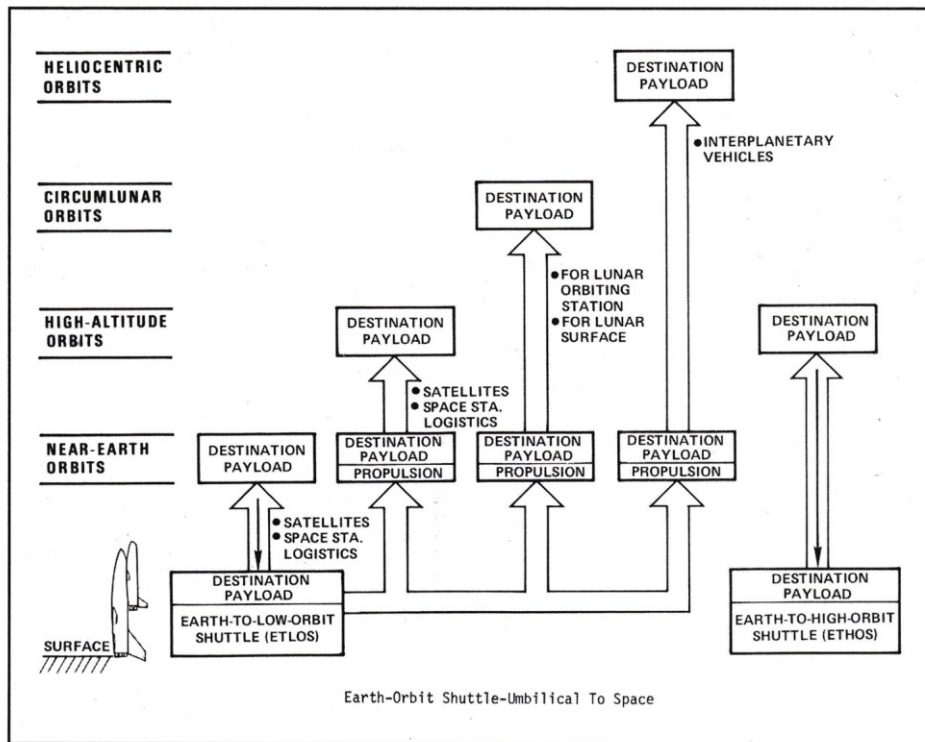 HELIOCENTRIC
ORBITS
DESTINATION
PAYLOAD
● INTERPLANETARY
VEHICLES
CIRCUMLUNAR
ORBITS
DESTINATION
PAYLOAD
● FOR LUNAR
ORBITING
STATION
● FOR LUNAR
SURFACE
HIGH-ALTITUDE
ORBITS
DESTINATION
PAYLOAD
● SATELLITES
● SPACE STA.
LOGISTICS
DESTINATION
PAYLOAD
NEAR-EARTH
ORBITS
DESTINATION
PAYLOAD
● SATELLITES
● SPACE STA.
LOGISTICS
DESTINATION
PAYLOAD
PROPULSION
DESTINATION
PAYLOAD
PROPULSION
DESTINATION
PAYLOAD
PROPULSION
SURFACE
DESTINATION
PAYLOAD
EARTH-TO-LOW-ORBIT
SHUTTLE (ETLOS)
DESTINATION
PAYLOAD
EARTH-TO-HIGH-ORBIT
SHUTTLE (ETHOS)
Earth-Orbit Shuttle-Umbilical To Space